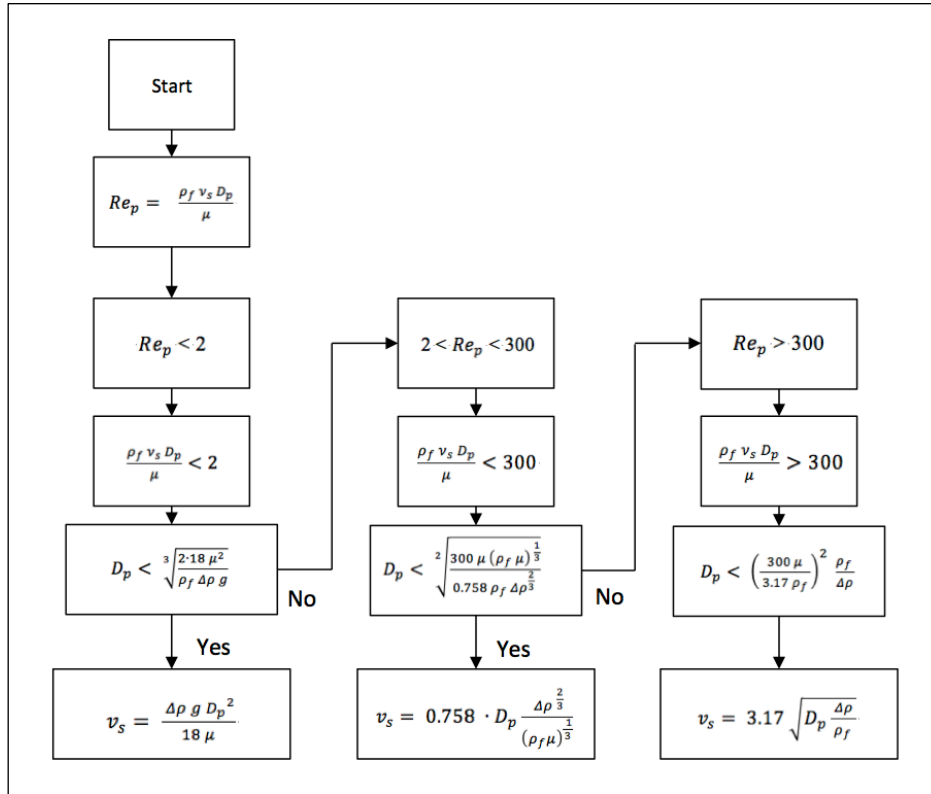 Start
Re_p = ρ_f v_s D_p / μ
Re_p < 2
ρ_f v_s D_p / μ < 2
D_p < ∛(2·18 μ² / ρ_f Δρ g)
No
Yes
v_s = Δρ g D_p² / 18 μ
2 < Re_p < 300
ρ_f v_s D_p / μ < 300
D_p < ²√(300 μ (ρ_f μ)^(1/3) / 0.758 ρ_f Δρ^(2/3))
No
Yes
v_s = 0.758 · D_p Δρ^(2/3) / (ρ_f μ)^(1/3)
Re_p > 300
ρ_f v_s D_p / μ > 300
D_p < (300 μ / 3.17 ρ_f)² ρ_f / Δρ
v_s = 3.17 √(D_p Δρ / ρ_f)